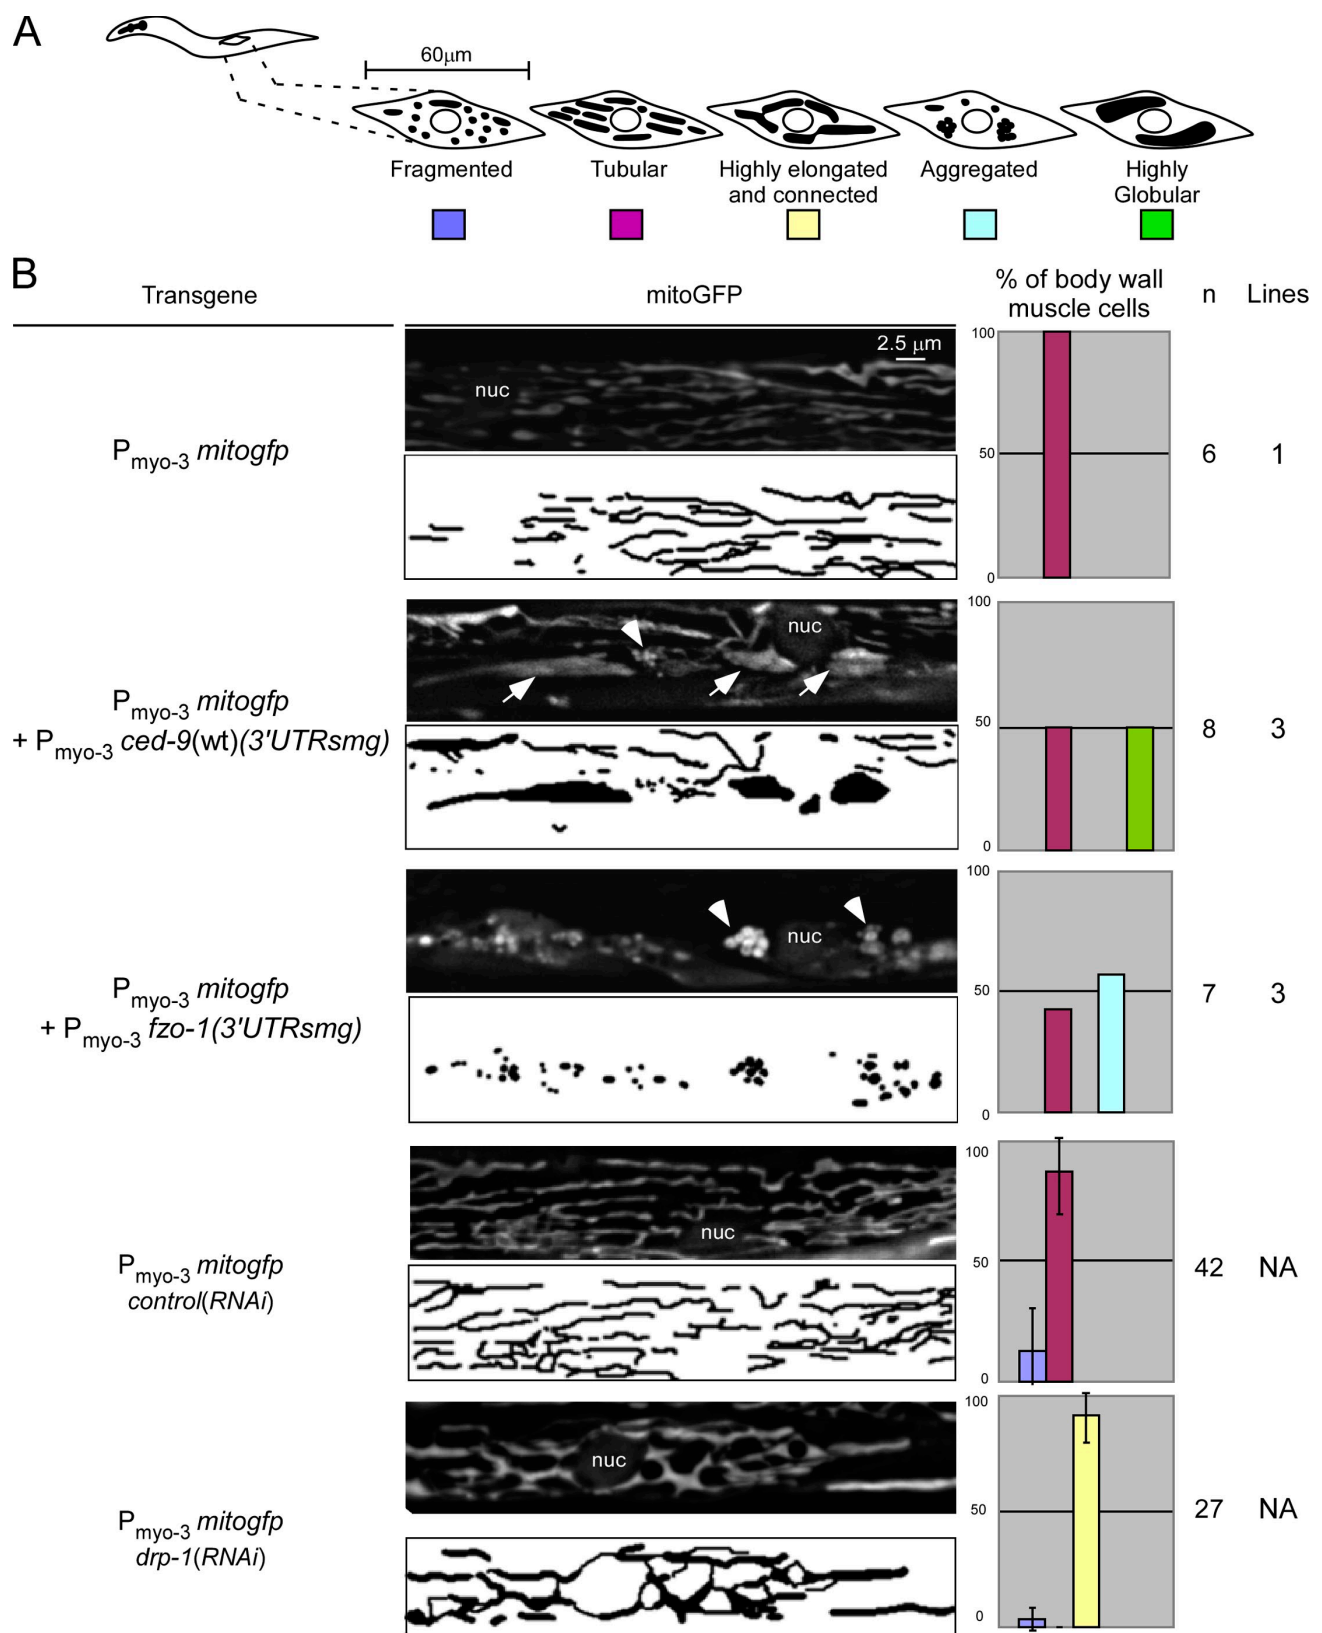 A
60μm
Fragmented
Tubular
Highly elongated
and connected
Aggregated
Highly
Globular
B
Transgene
mitoGFP
% of body wall
muscle cells
n
Lines
Pmyo-3 mitogfp
2.5 μm
nuc
100
50
0
6
1
Pmyo-3 mitogfp
+ Pmyo-3 ced-9(wt)(3'UTRsmg)
nuc
100
50
0
8
3
Pmyo-3 mitogfp
+ Pmyo-3 fzo-1(3'UTRsmg)
nuc
100
50
0
7
3
Pmyo-3 mitogfp
control(RNAi)
nuc
100
50
0
42
NA
Pmyo-3 mitogfp
drp-1(RNAi)
nuc
100
50
0
27
NA